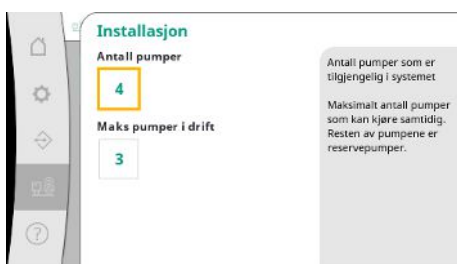 Installasjon
Antall pumper
4
Maks pumper i drift
3
Antall pumper som er
tilgjengelig i systemet
Maksimalt antall pumper
som kan kjøre samtidig.
Resten av pumpene er
reservepumper.
?